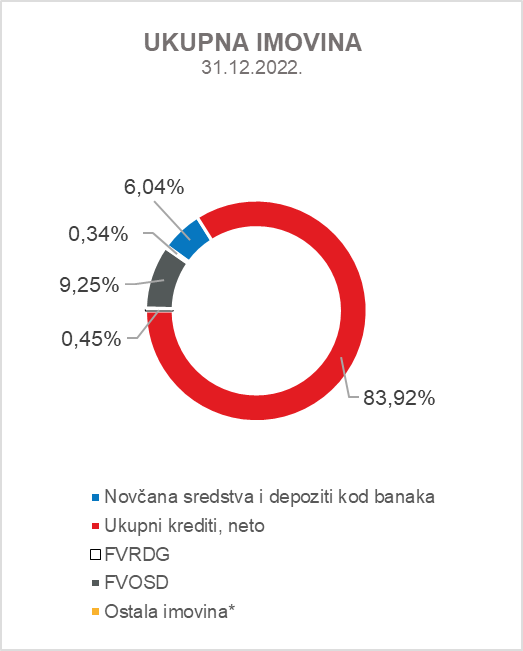 UKUPNA IMOVINA
31.12.2022.
6,04%
0,34%
9,25%
0,45%
83,92%
Novčana sredstva i depoziti kod banaka
Ukupni krediti, neto
FVRDG
FVOSD
Ostala imovina*